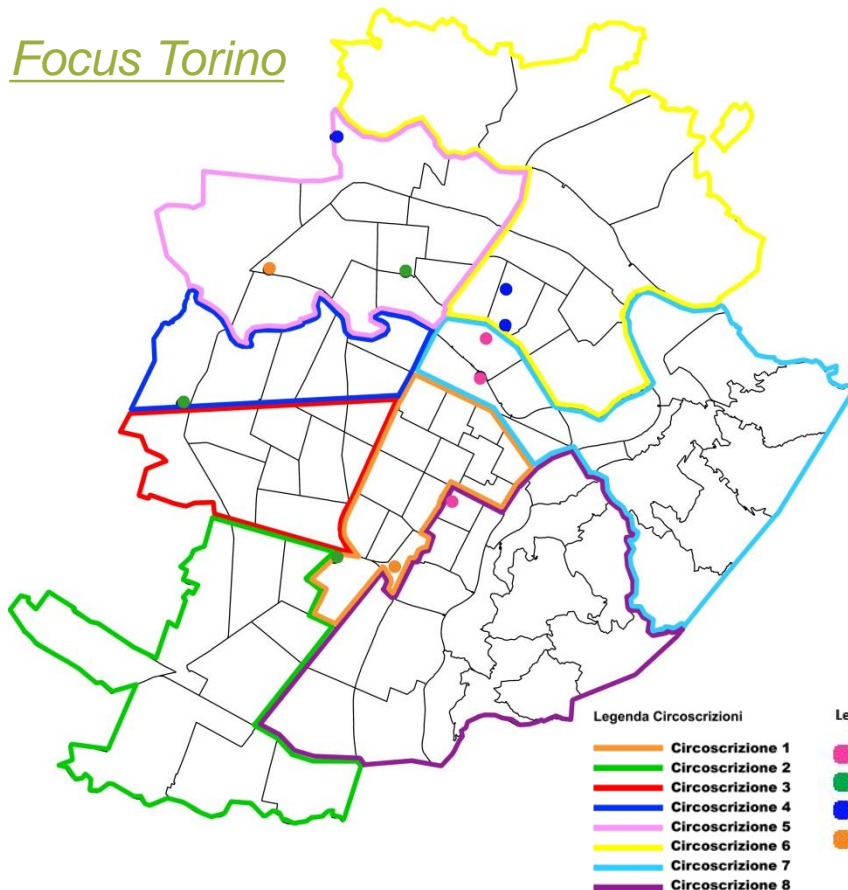 Focus Torino
Legenda Circoscrizioni
Circoscrizione 1
Circoscrizione 2
Circoscrizione 3
Circoscrizione 4
Circoscrizione 5
Circoscrizione 6
Circoscrizione 7
Circoscrizione 8